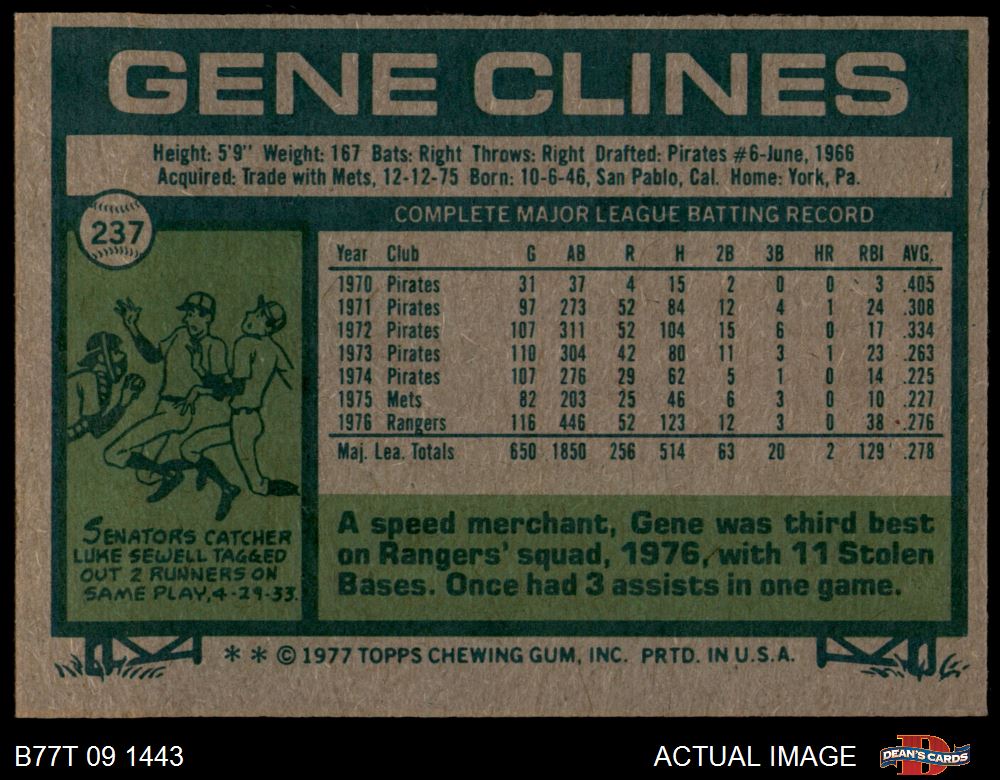 GENE CLINES
Height: 5'9" Weight: 167 Bats: Right Throws: Right Drafted: Pirates #6-June, 1966
Acquired: Trade with Mets, 12-12-75 Born: 10-6-46, San Pablo, Cal. Home: York, Pa.
237
COMPLETE MAJOR LEAGUE BATTING RECORD
Year Club G AB R H 2B 3B HR RBI AVG.
1970 Pirates 31 37 4 15 2 0 0 3 .405
1971 Pirates 97 273 52 84 12 4 1 24 .308
1972 Pirates 107 311 52 104 15 6 0 17 .334
1973 Pirates 110 304 42 80 11 3 1 23 .263
1974 Pirates 107 276 29 62 5 1 0 14 .225
1975 Mets 82 203 25 46 6 3 0 10 .227
1976 Rangers 116 446 52 123 12 3 0 38 .276
Maj. Lea. Totals 650 1850 256 514 63 20 2 129 .278
SENATORS CATCHER
LUKE SEWELL TAGGED
OUT 2 RUNNERS ON
SAME PLAY, 4-29-33.
A speed merchant, Gene was third best
on Rangers' squad, 1976, with 11 Stolen
Bases. Once had 3 assists in one game.
* * © 1977 TOPPS CHEWING GUM, INC. PRTD. IN U.S.A.
B77T 09 1443
ACTUAL IMAGE
DEAN'S CARDS